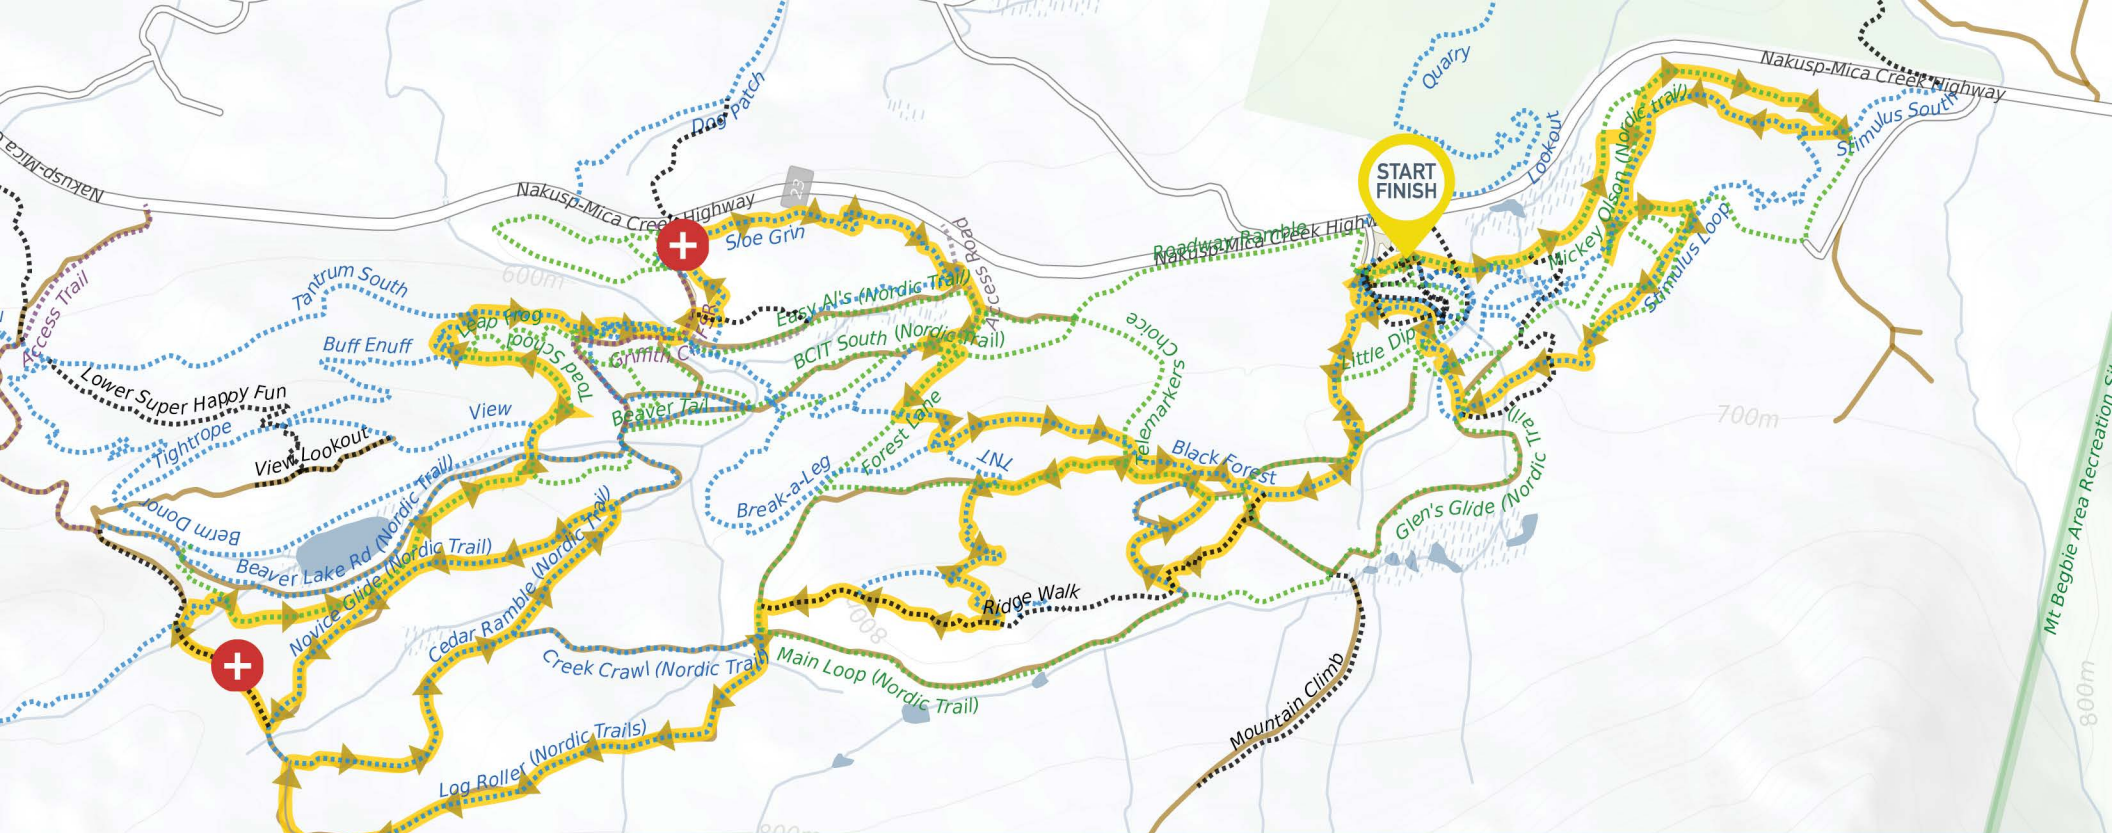 Quarry
Nakusp-Mica Creek Highway
Dog Patch
Stimulus South
Lookout
START
FINISH
Nakusp-Mica
23
Nakusp-Mica Creek Highway
Mickey Olson (Nordic trail)
Roadway Ramble
Nakusp-Mica Creek Highw
Sloe Grin
Access Road
Stimulus Loop
600m
Tantrum South
Access Trail
Easy Al's (Nordic Trail)
Leap Frog
FSR
Telemarkers Choice
BCIT South (Nordic Trail)
Buff Enuff
Toad School
Griffith C
Little Dip
Lower Super Happy Fun
Beaver Tail
View
Forest Lane
700m
Tightrope
View Lookout
Black Forest
TNT
Break-a-Leg
Glen's Glide (Nordic Trail)
Mt Begbie Area Recreation Sit
Berm Donor
Beaver Lake Rd (Nordic Trail)
Novice Glide (Nordic Trail)
Cedar Ramble (Nordic Trail)
Ridge Walk
800m
Creek Crawl (Nordic Trail)
Main Loop (Nordic Trail)
Mountain Climb
800m
Log Roller (Nordic Trails)
800m